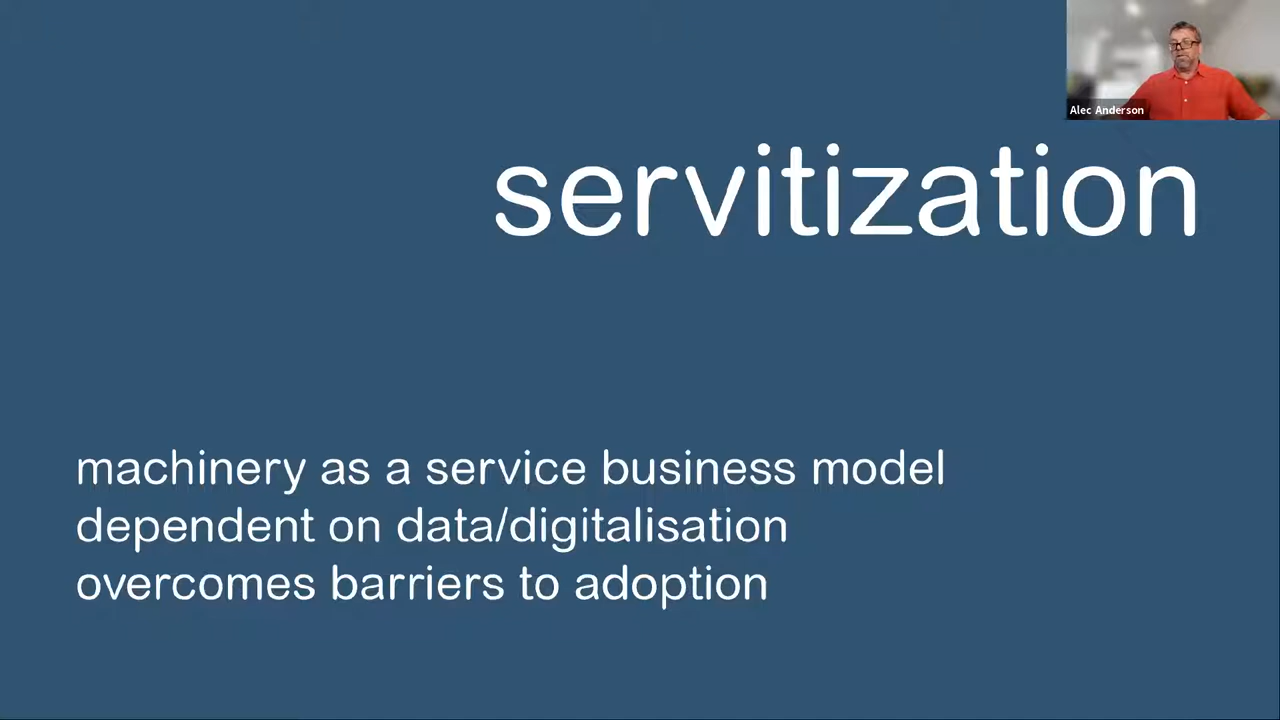 Alec Anderson
servitization
machinery as a service business model
dependent on data/digitalisation
overcomes barriers to adoption